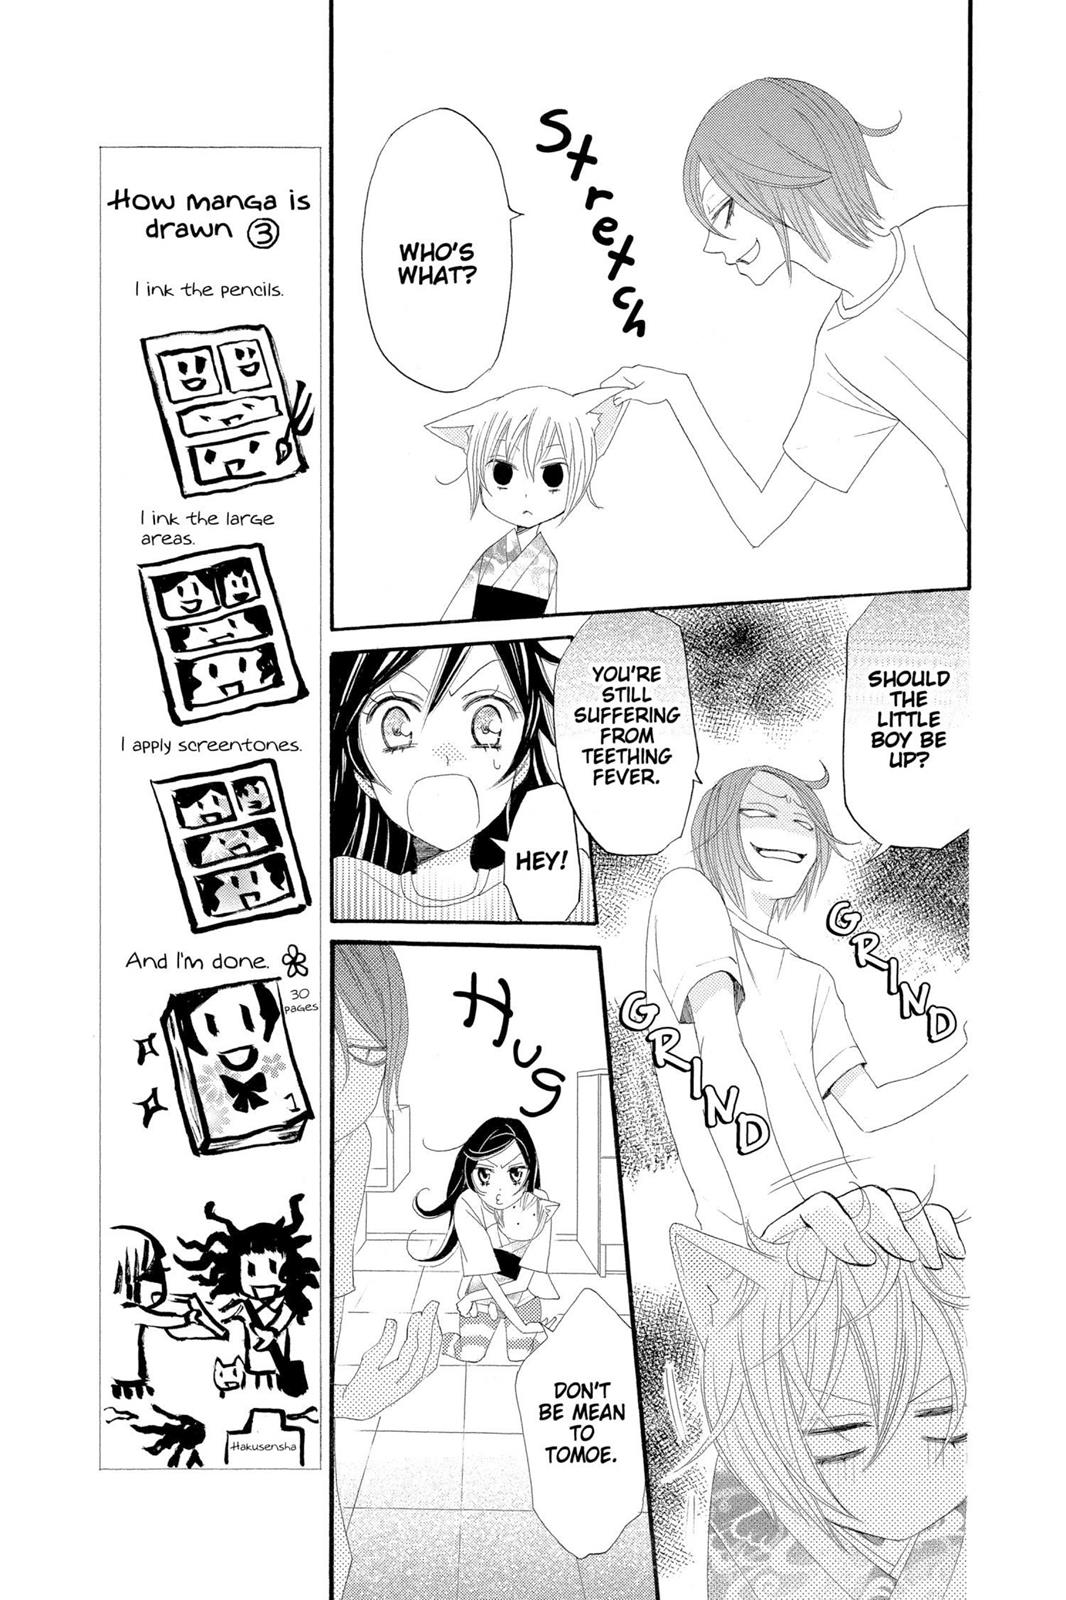 How manga is
drawn ③
I ink the pencils.
I ink the large
areas.
I apply screentones.
And I'm done.
30
pages
1
Hakusensha
Stretch
WHO'S
WHAT?
SHOULD
THE
LITTLE
BOY BE
UP?
YOU'RE
STILL
SUFFERING
FROM
TEETHING
FEVER.
GRIND
GRIND
HEY!
Hug
DON'T
BE MEAN
TO
TOMOE.